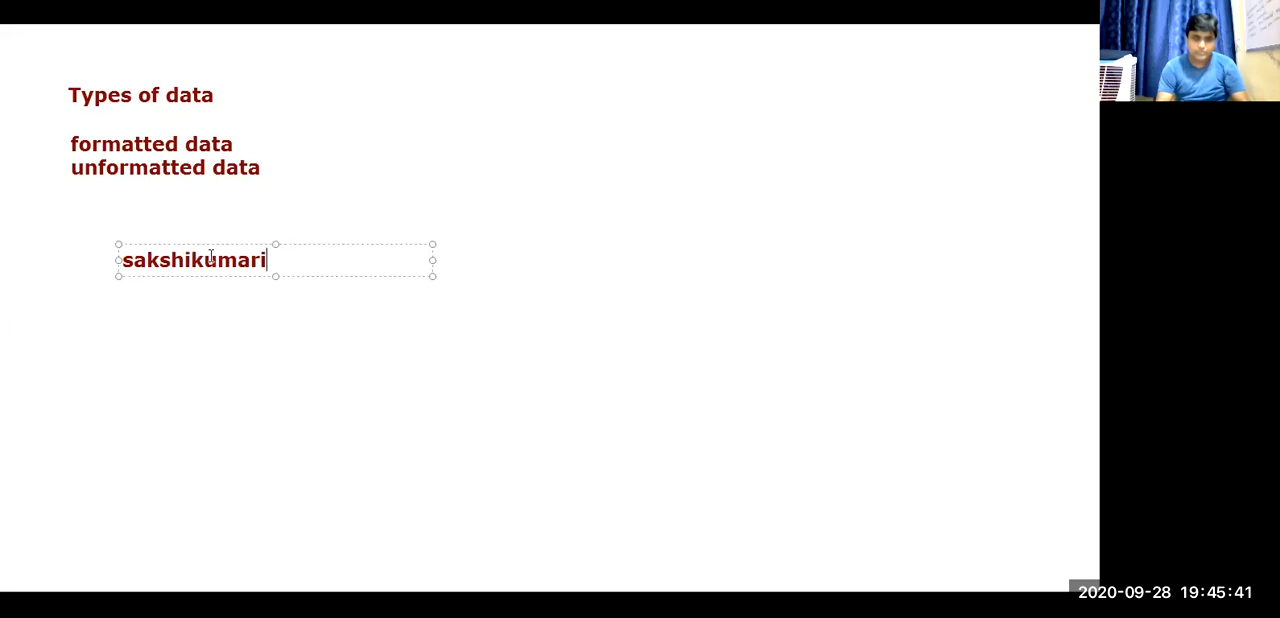 Types of data
formatted data
unformatted data
sakshikumari
2020-09-28 19:45:41